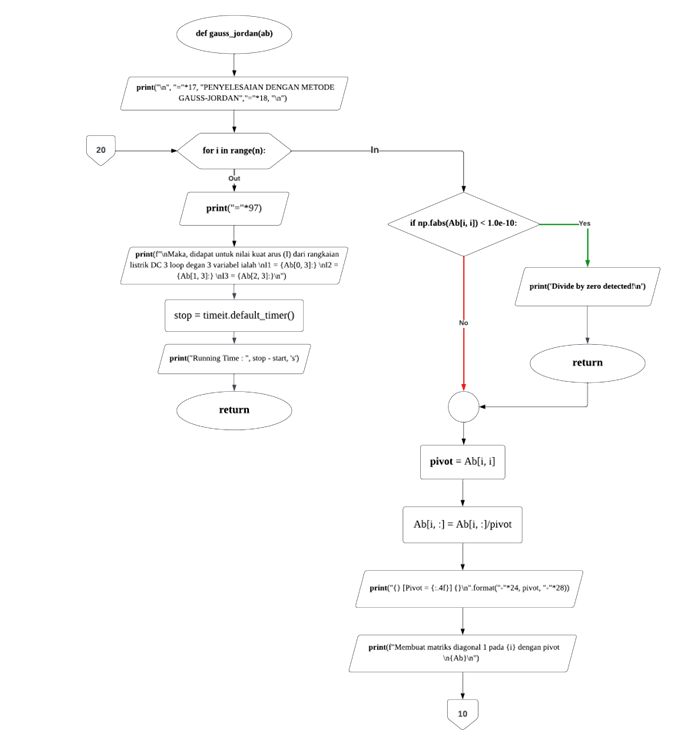 def gauss_jordan(ab)
print("\n", "="*17, "PENYELESAIAN DENGAN METODE
GAUSS-JORDAN","="*18, "\n")
20
for i in range(n):
In
Out
print("="*97)
if np.fabs(Ab[i, i]) < 1.0e-10:
Yes
print(f"\nMaka, didapat untuk nilai kuat arus (I) dari rangkaian
listrik DC 3 loop degan 3 variabel ialah \nI1 = {Ab[0, 3]:} \nI2 =
{Ab[1, 3]:} \nI3 = {Ab[2, 3]:}\n")
print('Divide by zero detected!\n')
stop = timeit.default_timer()
No
print("Running Time : ", stop - start, 's')
return
return
pivot = Ab[i, i]
Ab[i, :] = Ab[i, :]/pivot
print("{} [Pivot = {:.4f}] {}\n".format("-"*24, pivot, "-"*28))
print(f"Membuat matriks diagonal 1 pada {i} dengan pivot
\n{Ab}\n")
10